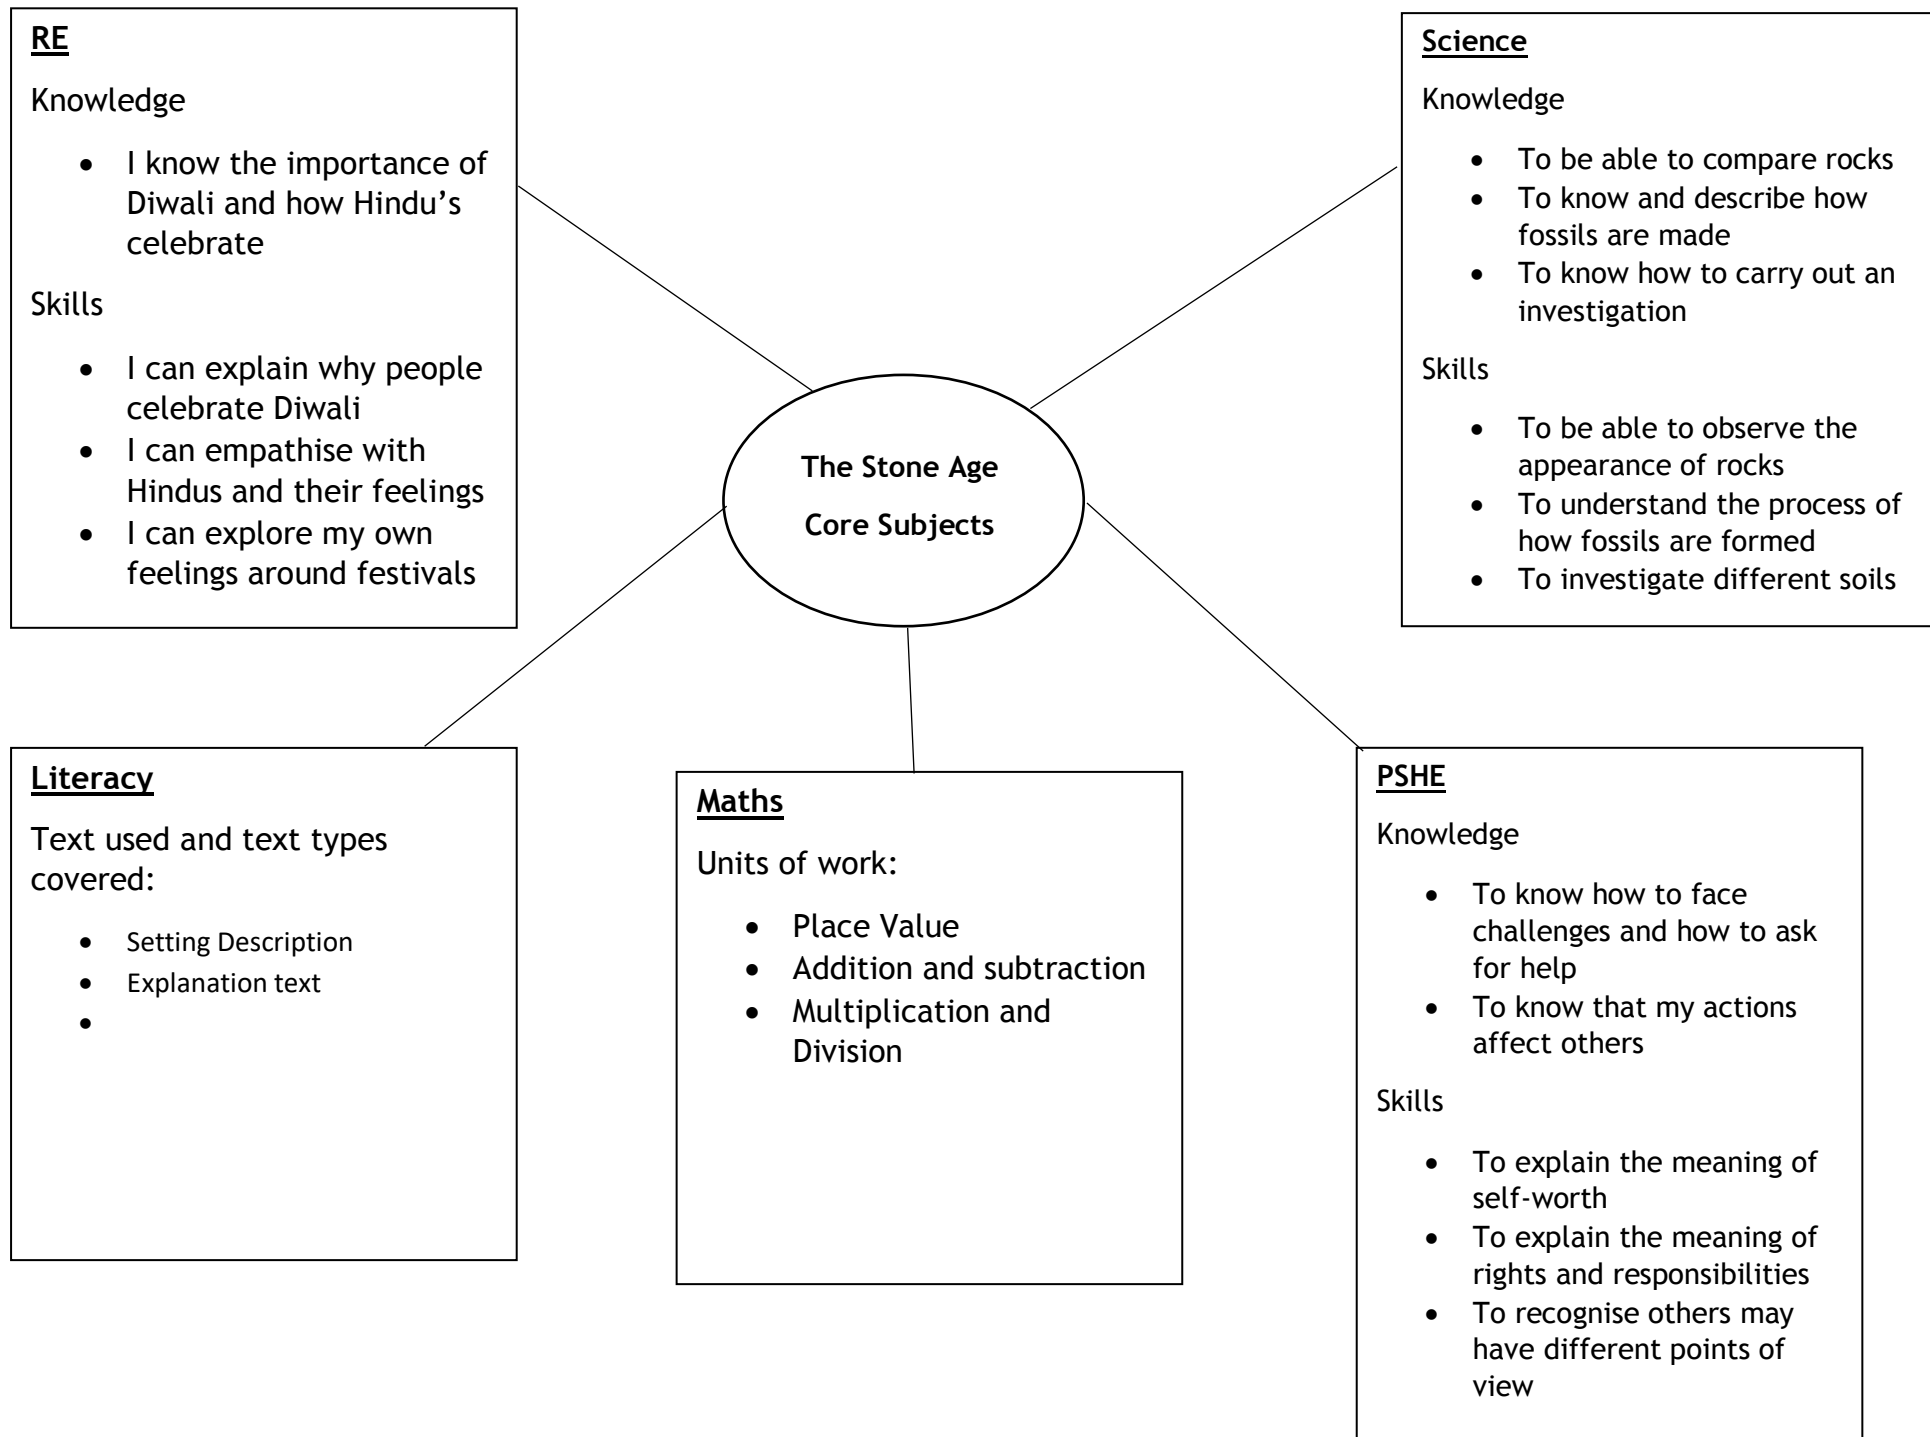 RE
Knowledge
• I know the importance of
Diwali and how Hindu’s
celebrate
Skills
• I can explain why people
celebrate Diwali
• I can empathise with
Hindus and their feelings
• I can explore my own
feelings around festivals
Science
Knowledge
• To be able to compare rocks
• To know and describe how
fossils are made
• To know how to carry out an
investigation
Skills
• To be able to observe the
appearance of rocks
• To understand the process of
how fossils are formed
• To investigate different soils
The Stone Age
Core Subjects
Literacy
Text used and text types
covered:
• Setting Description
• Explanation text
•
Maths
Units of work:
• Place Value
• Addition and subtraction
• Multiplication and
Division
PSHE
Knowledge
• To know how to face
challenges and how to ask
for help
• To know that my actions
affect others
Skills
• To explain the meaning of
self-worth
• To explain the meaning of
rights and responsibilities
• To recognise others may
have different points of
view